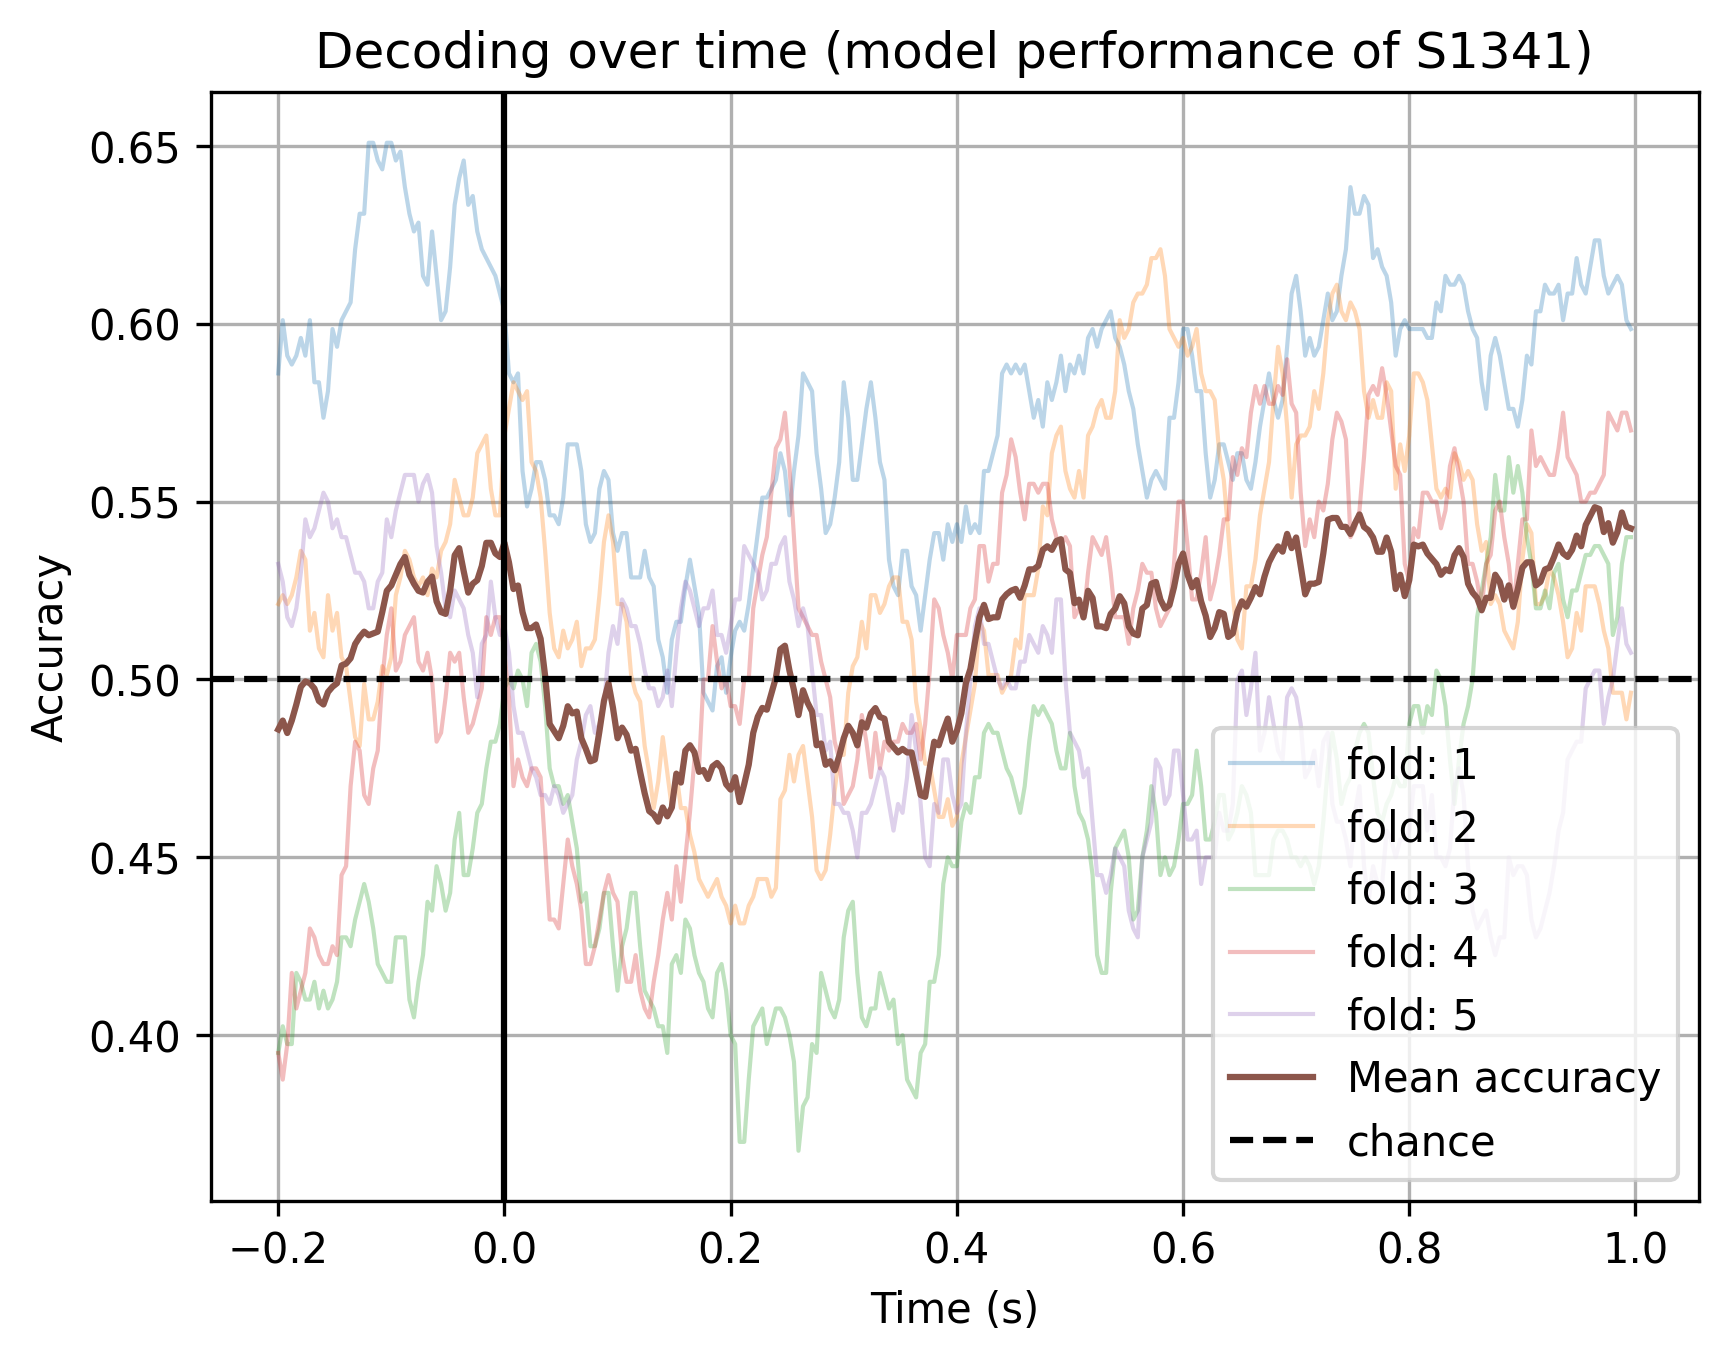 Decoding over time (model performance of S1341)
Accuracy
0.65
0.60
0.55
0.50
0.45
0.40
fold: 1
fold: 2
fold: 3
fold: 4
fold: 5
Mean accuracy
chance
−0.2 0.0 0.2 0.4 0.6 0.8 1.0
Time (s)